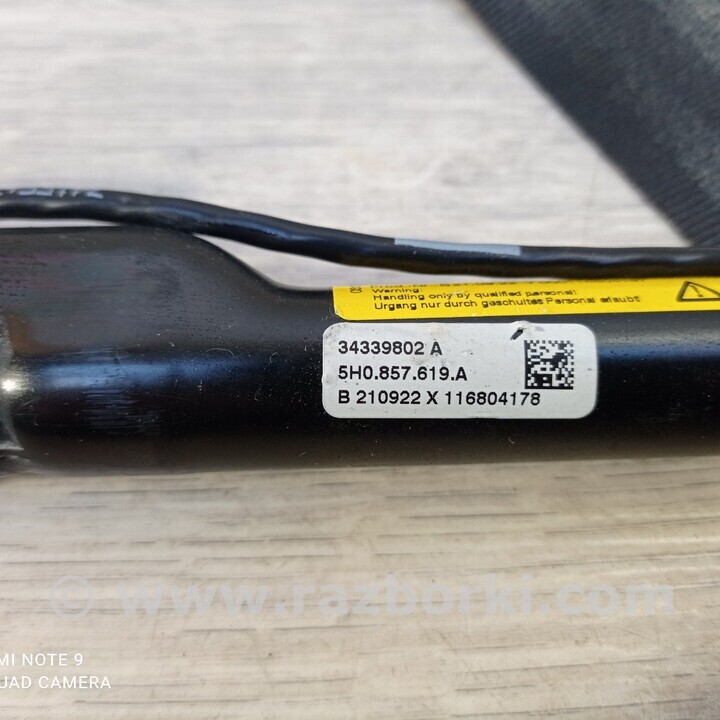 Warning:
Handling only by qualified personal!
Urgang nur durch geschultes Personal erlaubt!
34339802 A
5H0.857.619.A
B 210922 X 116804178
© www.razborki.com
MI NOTE 9
UAD CAMERA